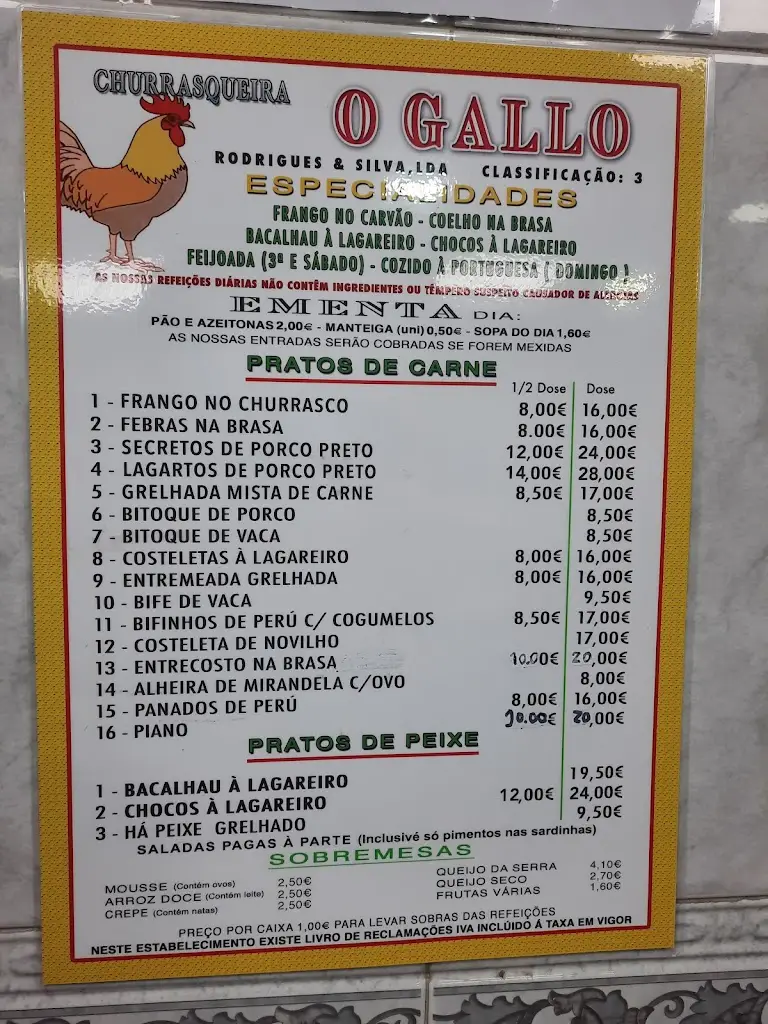 CHURRASQUEIRA
O GALLO
RODRIGUES & SILVA,LDA CLASSIFICAÇÃO: 3
ESPECIALIDADES
FRANGO NO CARVÃO - COELHO NA BRASA
BACALHAU À LAGAREIRO - CHOCOS À LAGAREIRO
FEIJOADA (3ª E SÁBADO) - COZIDO À PORTUGUESA ( DOMINGO )
AS NOSSAS REFEIÇÕES DIÁRIAS NÃO CONTÊM INGREDIENTES OU TÊMPERO SUSPEITO CAUSADOR DE ALERGIAS
EMENTA DIA:
PÃO E AZEITONAS 2,00€ - MANTEIGA (uni) 0,50€ - SOPA DO DIA 1,60€
AS NOSSAS ENTRADAS SERÃO COBRADAS SE FOREM MEXIDAS
PRATOS DE CARNE
1/2 Dose Dose
1 - FRANGO NO CHURRASCO 8,00€ 16,00€
2 - FEBRAS NA BRASA 8.00€ 16,00€
3 - SECRETOS DE PORCO PRETO 12,00€ 24,00€
4 - LAGARTOS DE PORCO PRETO 14,00€ 28,00€
5 - GRELHADA MISTA DE CARNE 8,50€ 17,00€
6 - BITOQUE DE PORCO 8,50€
7 - BITOQUE DE VACA 8,50€
8 - COSTELETAS À LAGAREIRO 8,00€ 16,00€
9 - ENTREMEADA GRELHADA 8,00€ 16,00€
10 - BIFE DE VACA 9,50€
11 - BIFINHOS DE PERÚ C/ COGUMELOS 8,50€ 17,00€
12 - COSTELETA DE NOVILHO 17,00€
13 - ENTRECOSTO NA BRASA 10.00€ 20,00€
14 - ALHEIRA DE MIRANDELA C/OVO 8,00€
15 - PANADOS DE PERÚ 8,00€ 16,00€
16 - PIANO 10.00€ 20,00€
PRATOS DE PEIXE
1 - BACALHAU À LAGAREIRO 19,50€
2 - CHOCOS À LAGAREIRO 12,00€ 24,00€
3 - HÁ PEIXE GRELHADO 9,50€
SALADAS PAGAS À PARTE (Inclusivé só pimentos nas sardinhas)
SOBREMESAS
MOUSSE (Contém ovos) 2,50€
ARROZ DOCE (Contém leite) 2,50€
CREPE (Contém natas) 2,50€
QUEIJO DA SERRA 4,10€
QUEIJO SECO 2,70€
FRUTAS VÁRIAS 1,60€
PREÇO POR CAIXA 1,00€ PARA LEVAR SOBRAS DAS REFEIÇÕES
NESTE ESTABELECIMENTO EXISTE LIVRO DE RECLAMAÇÕES IVA INCLÚIDO Á TAXA EM VIGOR